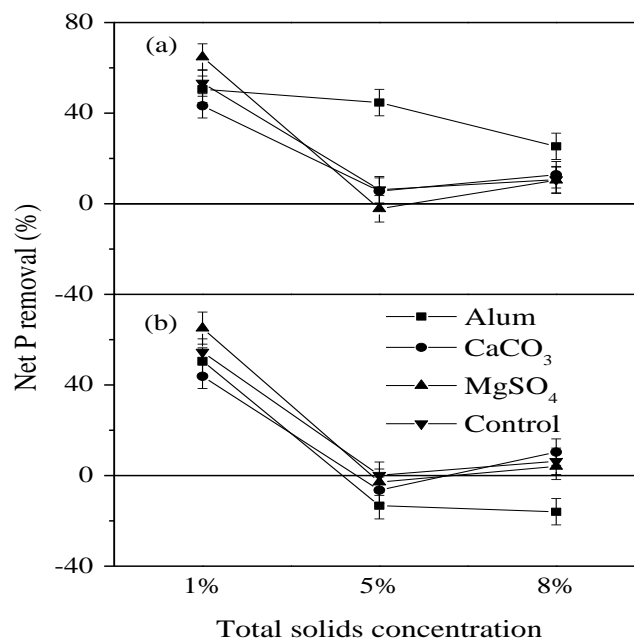 80
(a)
40
0
-40
(b)
Alum
CaCO₃
MgSO₄
Control
40
0
-40
1%
5%
8%
Net P removal (%)
Total solids concentration